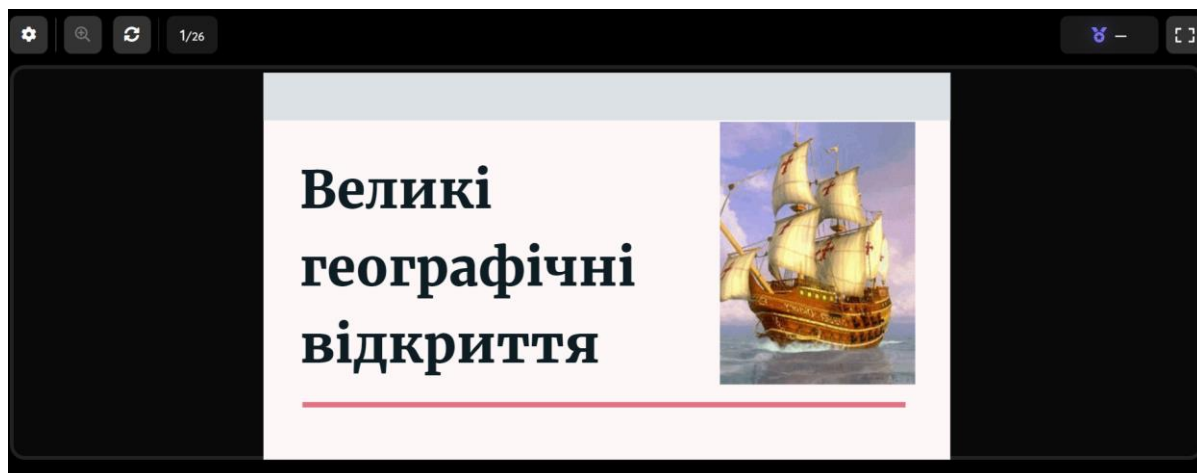 1/26
–
Великі
географічні
відкриття